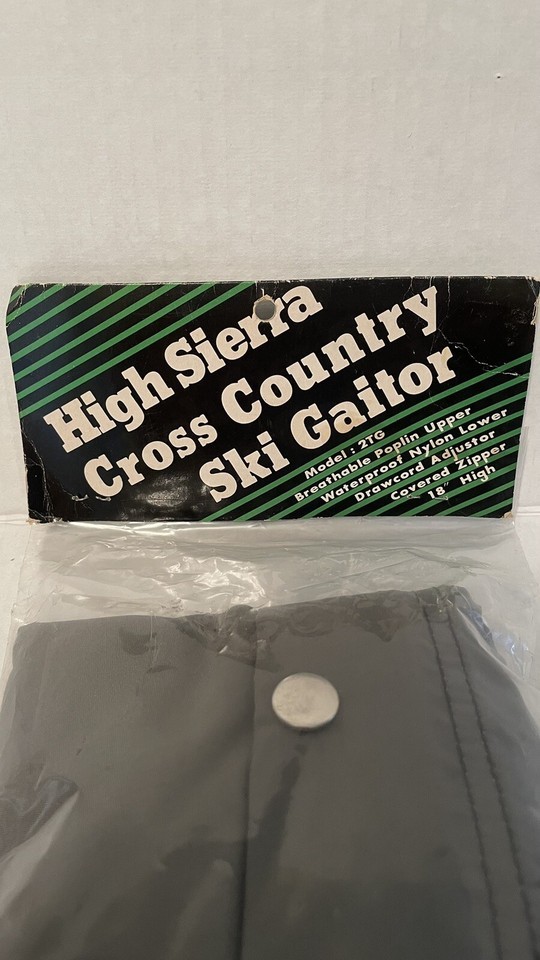 High Sierra
Cross Country
Ski Gaitor
Model: 2TG
Breathable Poplin Upper
Waterproof Nylon Lower
Drawcord Adjustor
Covered Zipper
18" High